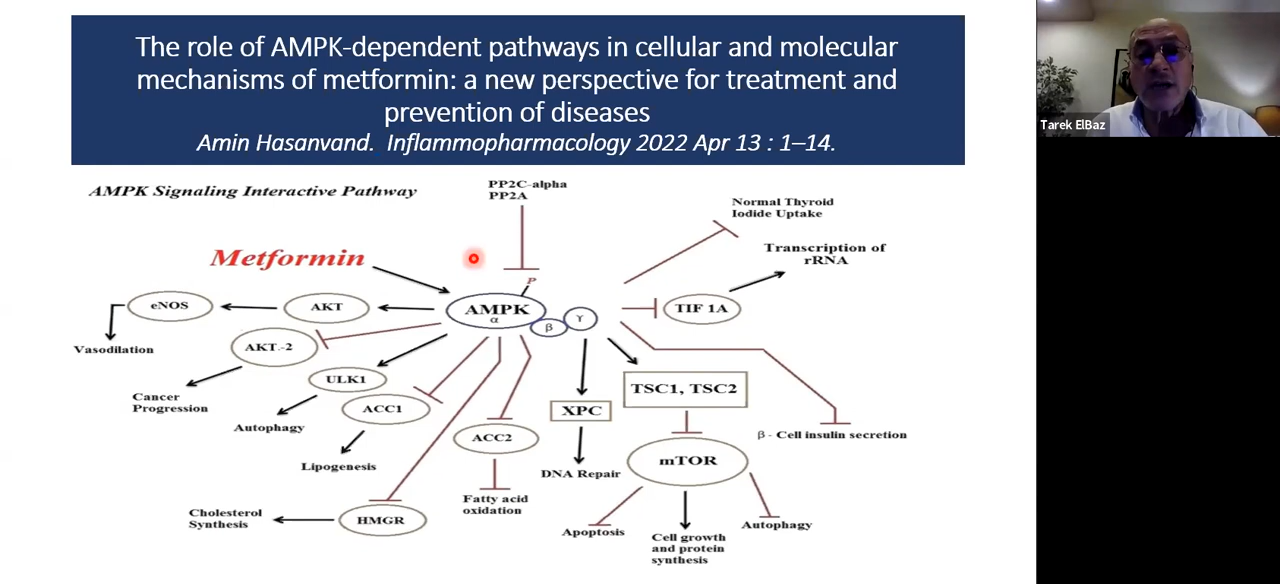 The role of AMPK-dependent pathways in cellular and molecular
mechanisms of metformin: a new perspective for treatment and
prevention of diseases
Amin Hasanvand. Inflammopharmacology 2022 Apr 13 : 1–14.
Tarek ElBaz
AMPK Signaling Interactive Pathway
PP2C-alpha
PP2A
Normal Thyroid
Iodide Uptake
Metformin
Transcription of
rRNA
P
eNOS
AKT
AMPK
α
β
γ
TIF 1A
Vasodilation
AKT-2
ULK1
TSC1, TSC2
Cancer
Progression
ACC1
XPC
Autophagy
ACC2
β - Cell insulin secretion
Lipogenesis
DNA Repair
mTOR
Fatty acid
oxidation
Cholesterol
Synthesis
HMGR
Apoptosis
Autophagy
Cell growth
and protein
synthesis